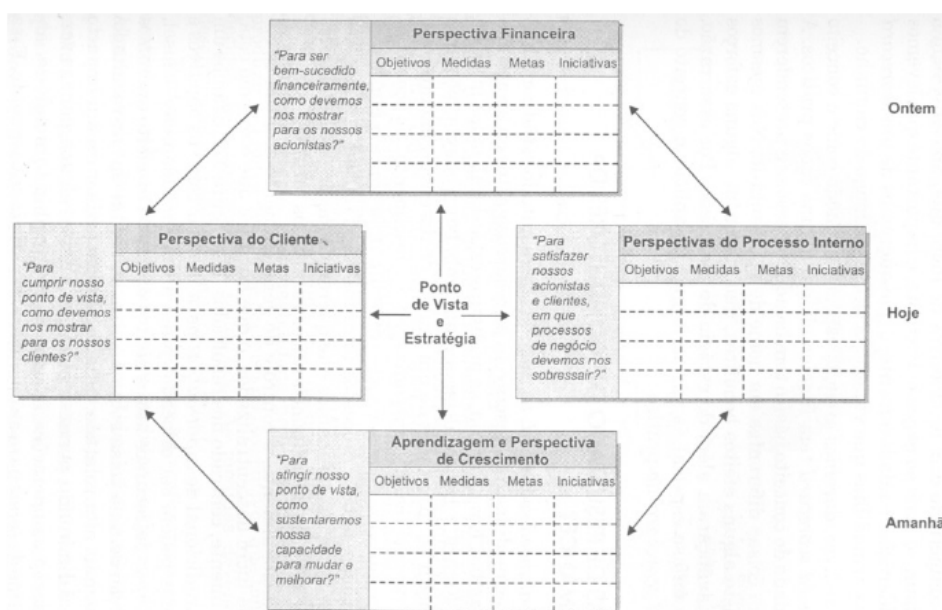 Perspectiva Financeira
"Para ser
bem-sucedido
financeiramente,
como devemos
nos mostrar
para os nossos
acionistas?"
Objetivos Medidas Metas Iniciativas
Ontem
Perspectiva do Cliente
"Para
cumprir nosso
ponto de vista,
como devemos
nos mostrar
para os nossos
clientes?"
Objetivos Medidas Metas Iniciativas
Ponto
de Vista
e
Estratégia
Perspectivas do Processo Interno
"Para
satisfazer
nossos
acionistas
e clientes,
em que
processos
de negócio
devemos nos
sobressair?"
Objetivos Medidas Metas Iniciativas
Hoje
Aprendizagem e Perspectiva
de Crescimento
"Para
atingir nosso
ponto de vista,
como
sustentaremos
nossa
capacidade
para mudar e
melhorar?"
Objetivos Medidas Metas Iniciativas
Amanhã